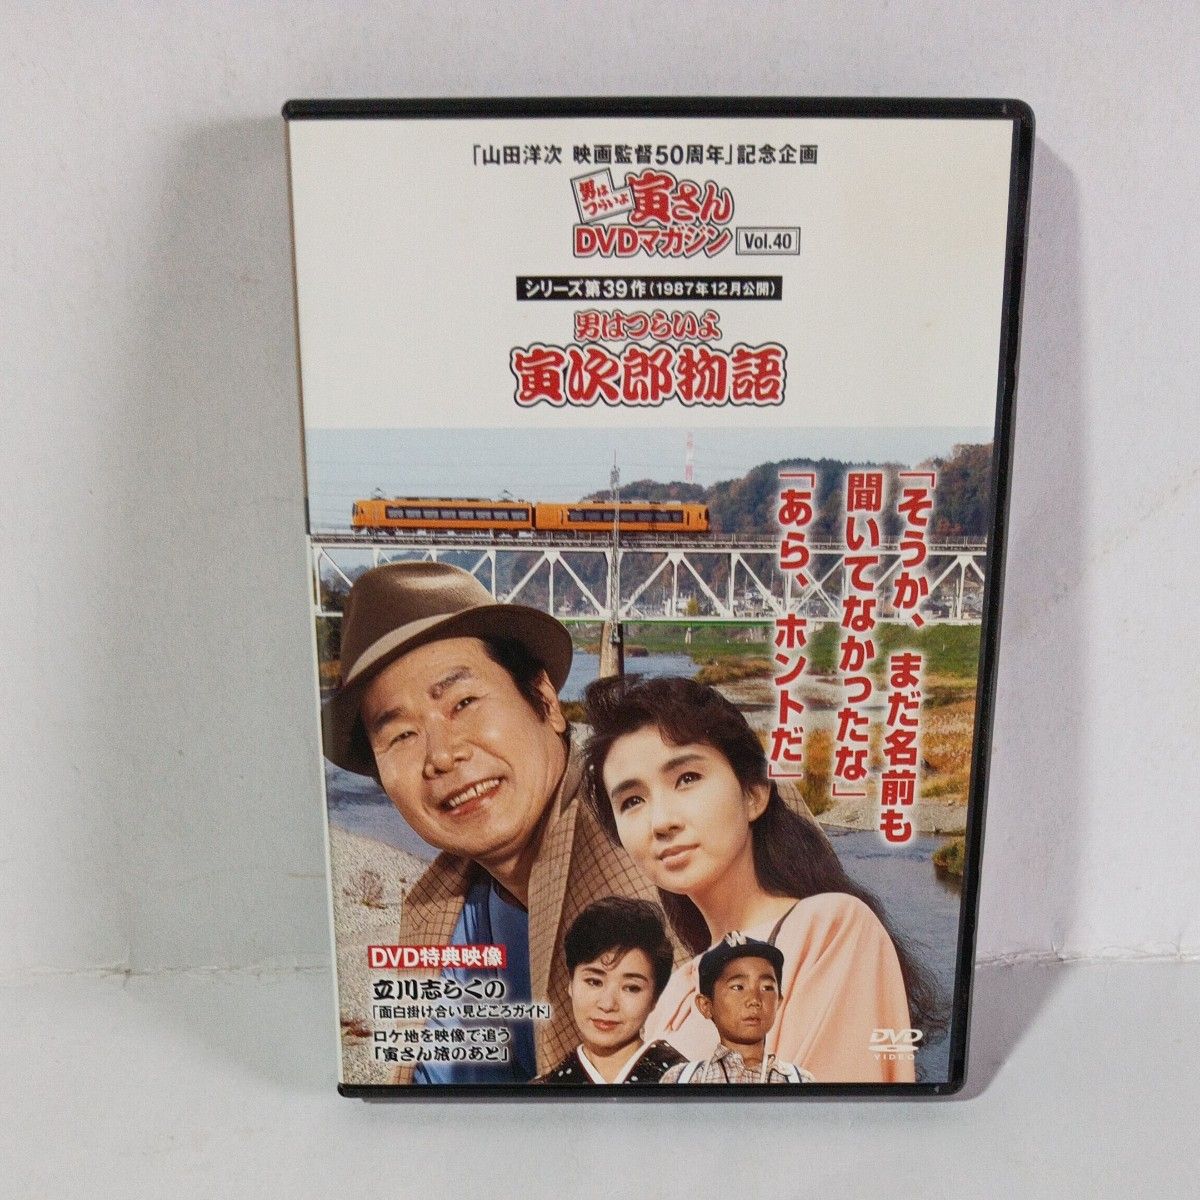 「山田洋次 映画監督50周年」記念企画
男は
つらいよ
寅さん
DVDマガジン
Vol.40
シリーズ第39作(1987年12月公開)
男はつらいよ
寅次郎物語
「そうか、まだ名前も
聞いてなかったな」
「あら、ホントだ」
DVD特典映像
立川志らくの
「面白掛け合い見どころガイド」
ロケ地を映像で追う
「寅さん旅のあと」
W
DVD
VIDEO